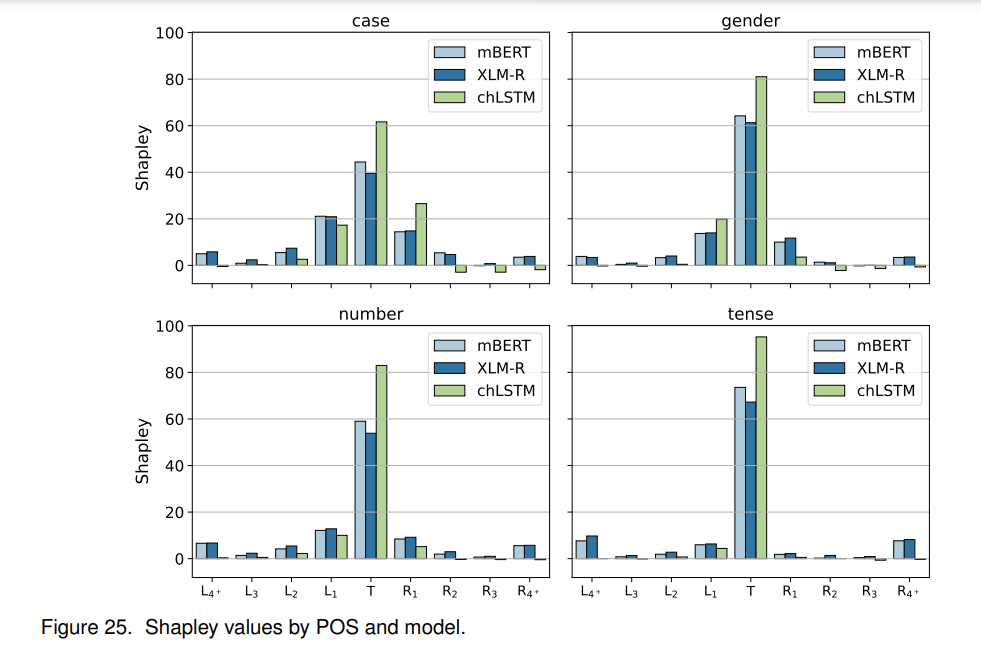 case
gender
100
80
60
40
20
0
Shapley
mBERT
XLM-R
chLSTM
mBERT
XLM-R
chLSTM
number
tense
100
80
60
40
20
0
Shapley
mBERT
XLM-R
chLSTM
mBERT
XLM-R
chLSTM
L₄⁺ L₃ L₂ L₁ T R₁ R₂ R₃ R₄⁺
L₄⁺ L₃ L₂ L₁ T R₁ R₂ R₃ R₄⁺
Figure 25. Shapley values by POS and model.